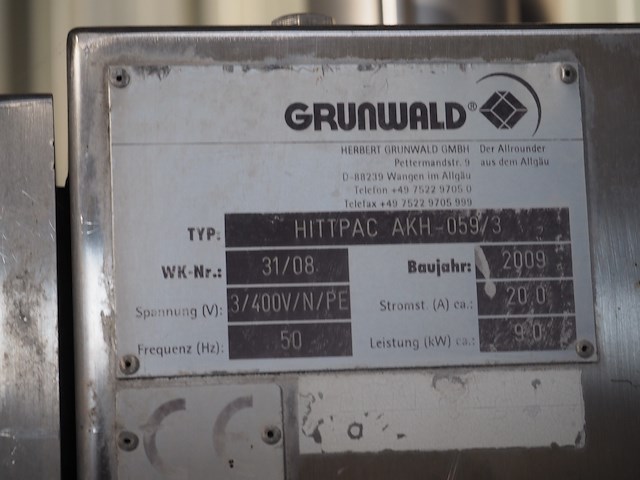 GRUNWALD®
HERBERT GRUNWALD GMBH Der Allrounder
Pettermandstr. 9 aus dem Allgäu
D-88239 Wangen im Allgäu
Telefon +49 7522 9705 0
Telefax +49 7522 9705 999
TYP: HITTPAC AKH-059/3
WK-Nr.: 31/08 Baujahr: 2009
Spannung (V): 3/400V/N/PE Stromst. (A) ca.: 20.0
Frequenz (Hz): 50 Leistung (kW) ca.: 9.0
CE